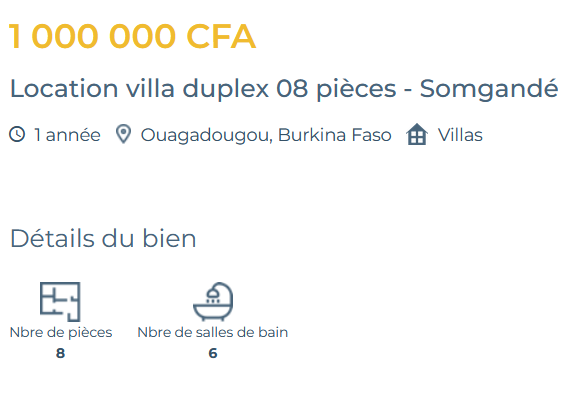 1 000 000 CFA
Location villa duplex 08 pièces - Somgandé
1 année Ouagadougou, Burkina Faso Villas
Détails du bien
Nbre de pièces Nbre de salles de bain
8 6